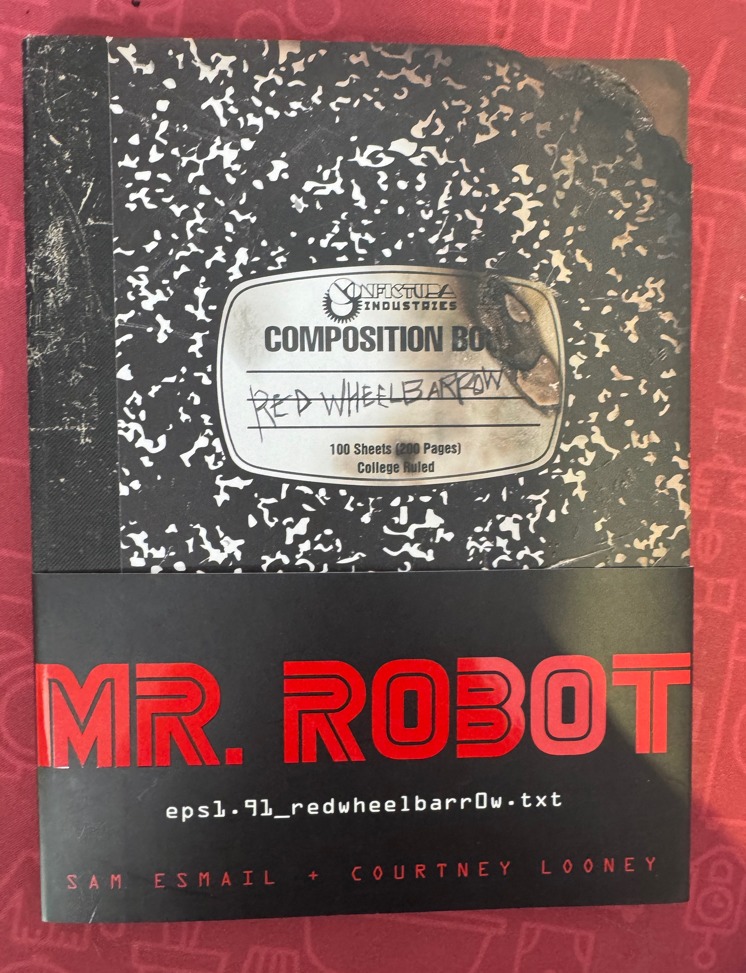 CONFICTURA
INDUSTRIES
COMPOSITION
RED WHEELBARROW
100 Sheets (200 Pages)
College Ruled
MR. ROBOT
eps1.91_redwheelbarr0w.txt
SAM ESMAIL + COURTNEY LOONEY